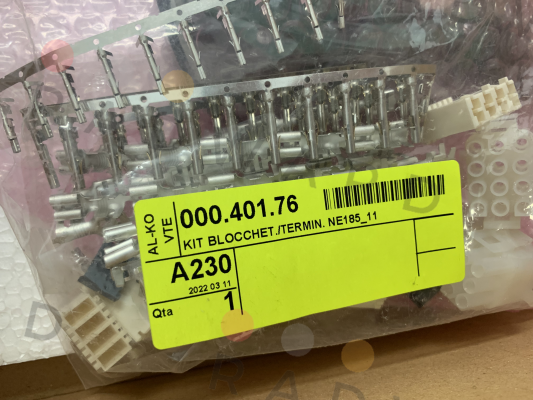 AL-KO
VTE
000.401.76
KIT BLOCCHET./TERMIN. NE185_11
A230
2022 03 11
Qta
1